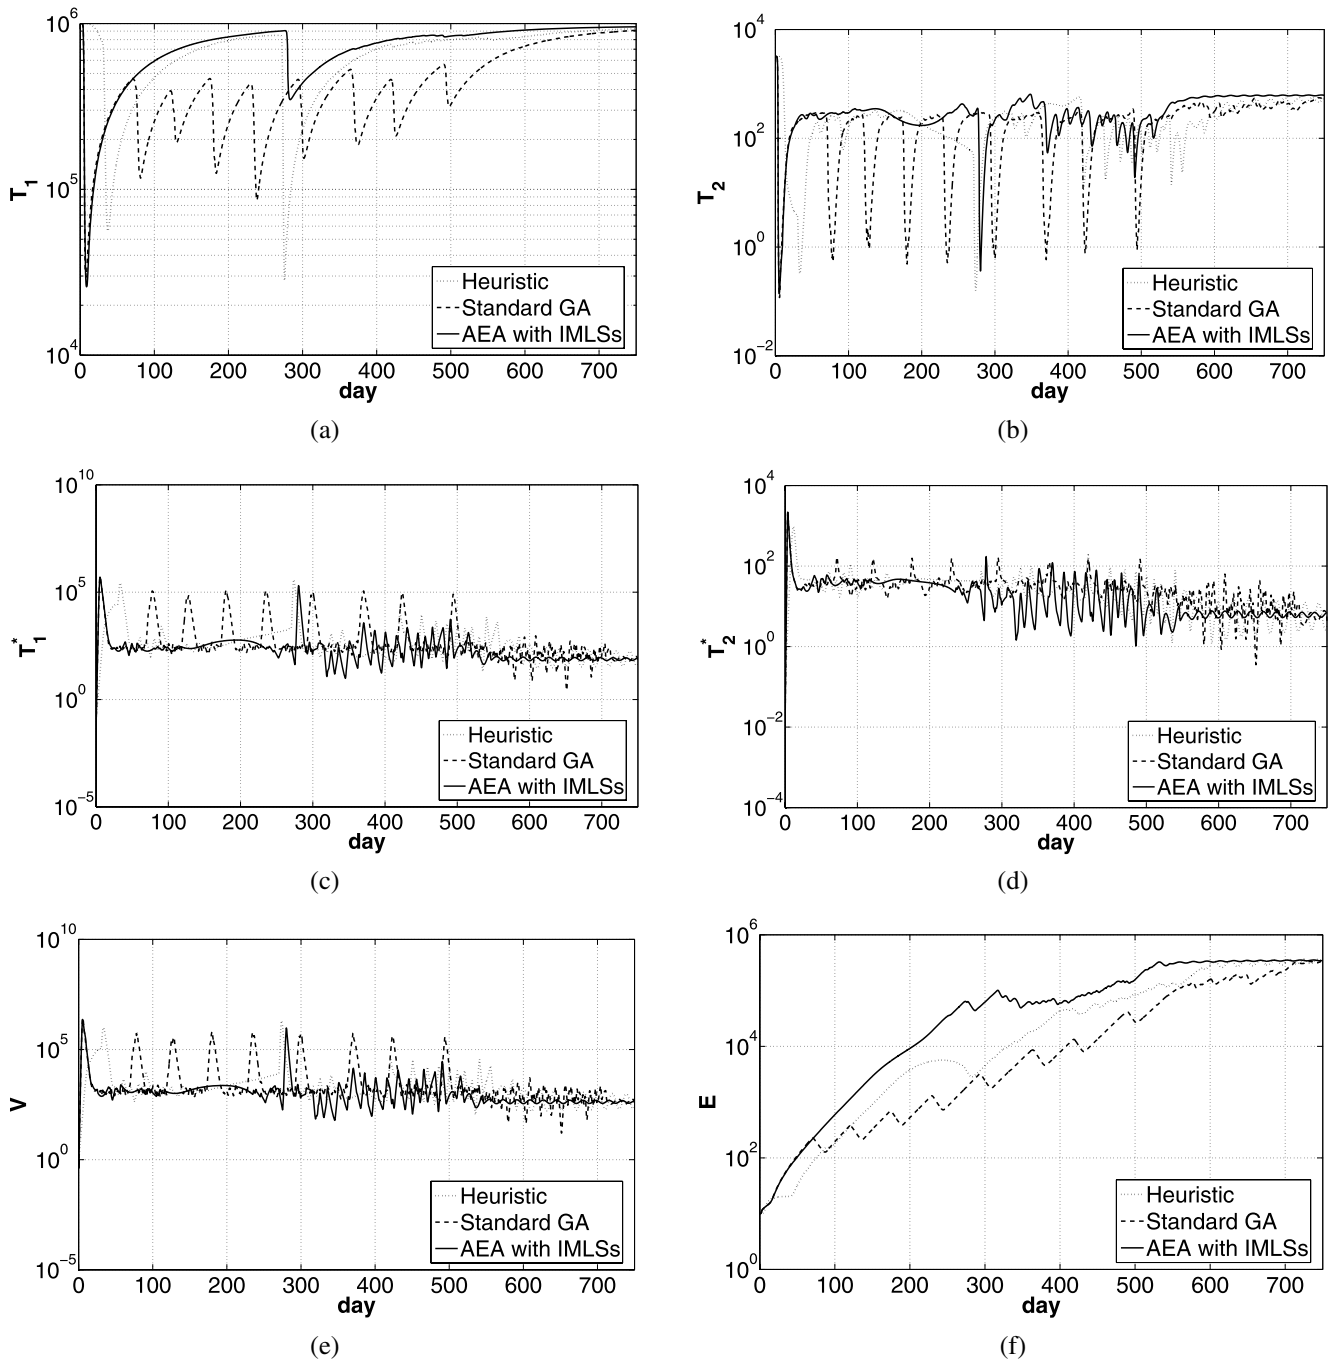 10^6
10^5
10^4
T_1
0 100 200 300 400 500 600 700
day
Heuristic
Standard GA
AEA with IMLSs
(a)
10^4
10^2
10^0
10^−2
T_2
0 100 200 300 400 500 600 700
day
Heuristic
Standard GA
AEA with IMLSs
(b)
10^10
10^5
10^0
10^−5
T_1^*
0 100 200 300 400 500 600 700
day
Heuristic
Standard GA
AEA with IMLSs
(c)
10^4
10^2
10^0
10^−2
10^−4
T_2^*
0 100 200 300 400 500 600 700
day
Heuristic
Standard GA
AEA with IMLSs
(d)
10^10
10^5
10^0
10^−5
V
0 100 200 300 400 500 600 700
day
Heuristic
Standard GA
AEA with IMLSs
(e)
10^6
10^4
10^2
10^0
E
0 100 200 300 400 500 600 700
day
Heuristic
Standard GA
AEA with IMLSs
(f)